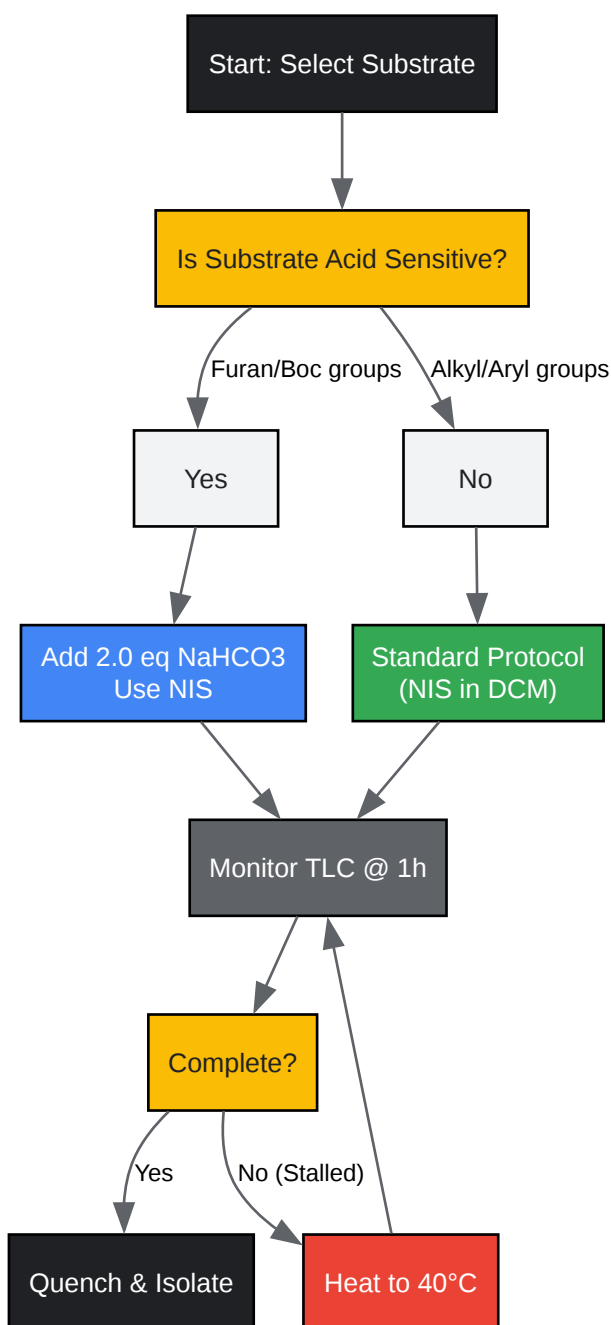 Start: Select Substrate
Is Substrate Acid Sensitive?
Furan/Boc groups
Alkyl/Aryl groups
Yes
No
Add 2.0 eq NaHCO3
Use NIS
Standard Protocol
(NIS in DCM)
Monitor TLC @ 1h
Complete?
Yes
No (Stalled)
Quench & Isolate
Heat to 40°C